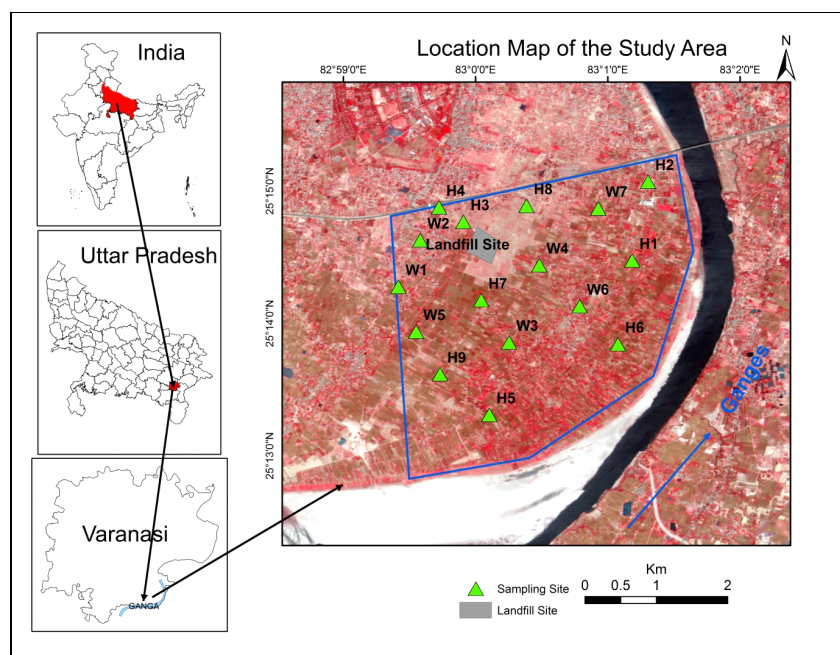 India
Uttar Pradesh
Varanasi
GANGA
Location Map of the Study Area
N
82°59'0"E
83°0'0"E
83°1'0"E
83°2'0"E
25°15'0"N
25°14'0"N
25°13'0"N
H2
H4
H8
H3
W7
W2
Landfill Site
W4
H1
W1
H7
W6
W5
W3
H6
H9
H5
Ganges
Km
Sampling Site
0 0.5 1 2
Landfill Site